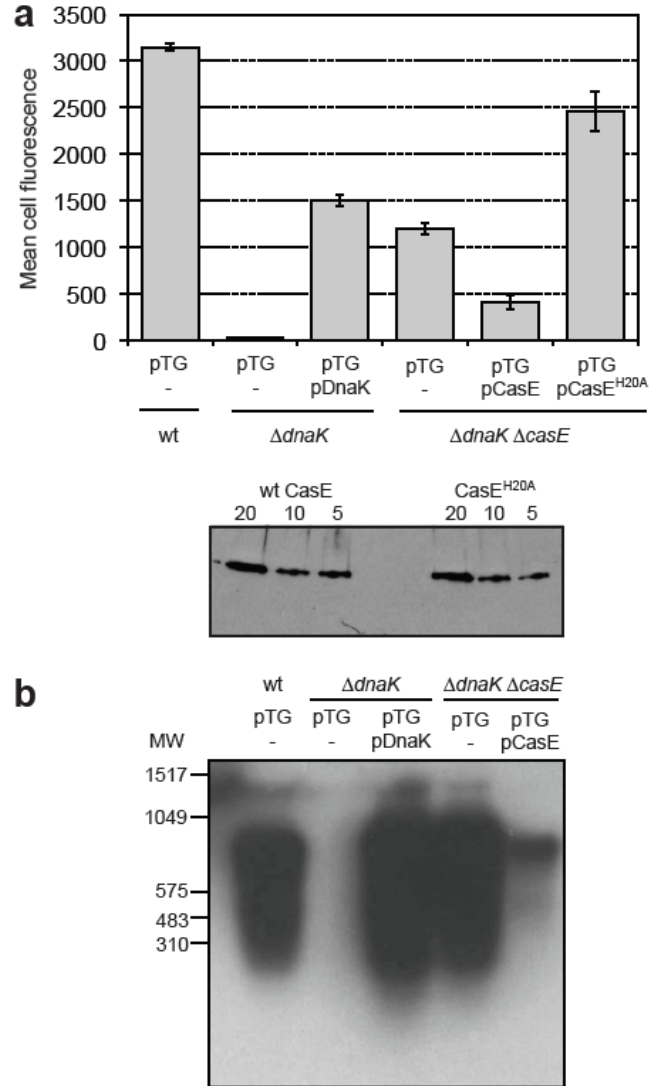 a
3500
3000
2500
2000
1500
1000
500
0
Mean cell fluorescence
pTG pTG pTG pTG pTG pTG
- - pDnaK - pCasE pCasE^H20A
wt ΔdnaK ΔdnaK ΔcasE
wt CasE CasE^H20A
20 10 5 20 10 5
b
wt ΔdnaK ΔdnaK ΔcasE
pTG pTG pTG pTG pTG
MW - - pDnaK - pCasE
1517
1049
575
483
310